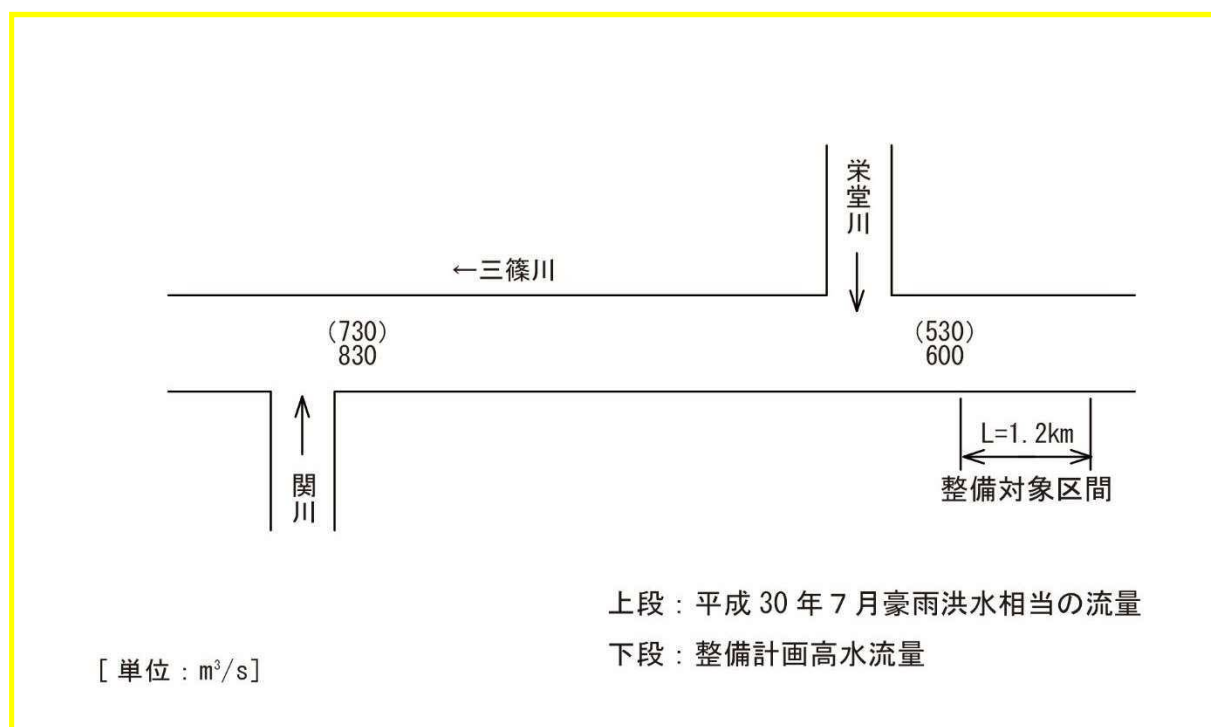 栄堂川
←三篠川
(730)
830
(530)
600
L=1.2km
整備対象区間
関川
上段：平成30年7月豪雨洪水相当の流量
下段：整備計画高水流量
[単位：m³/s]